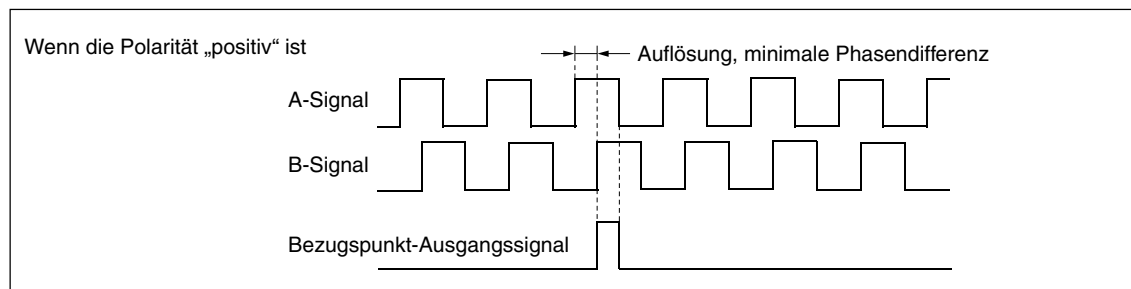 Wenn die Polarität „positiv“ ist
Auflösung, minimale Phasendifferenz
A-Signal
B-Signal
Bezugspunkt-Ausgangssignal